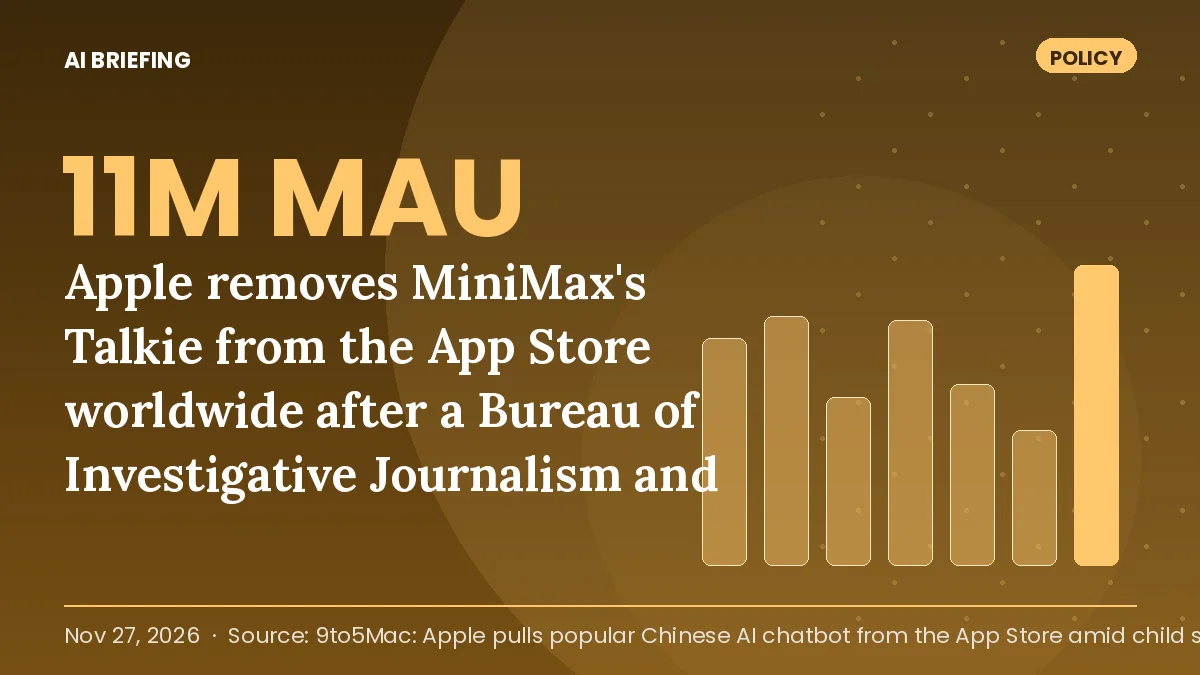 AI BRIEFING
POLICY
11M MAU
Apple removes MiniMax's
Talkie from the App Store
worldwide after a Bureau of
Investigative Journalism and
Nov 27, 2026 · Source: 9to5Mac: Apple pulls popular Chinese AI chatbot from the App Store amid child